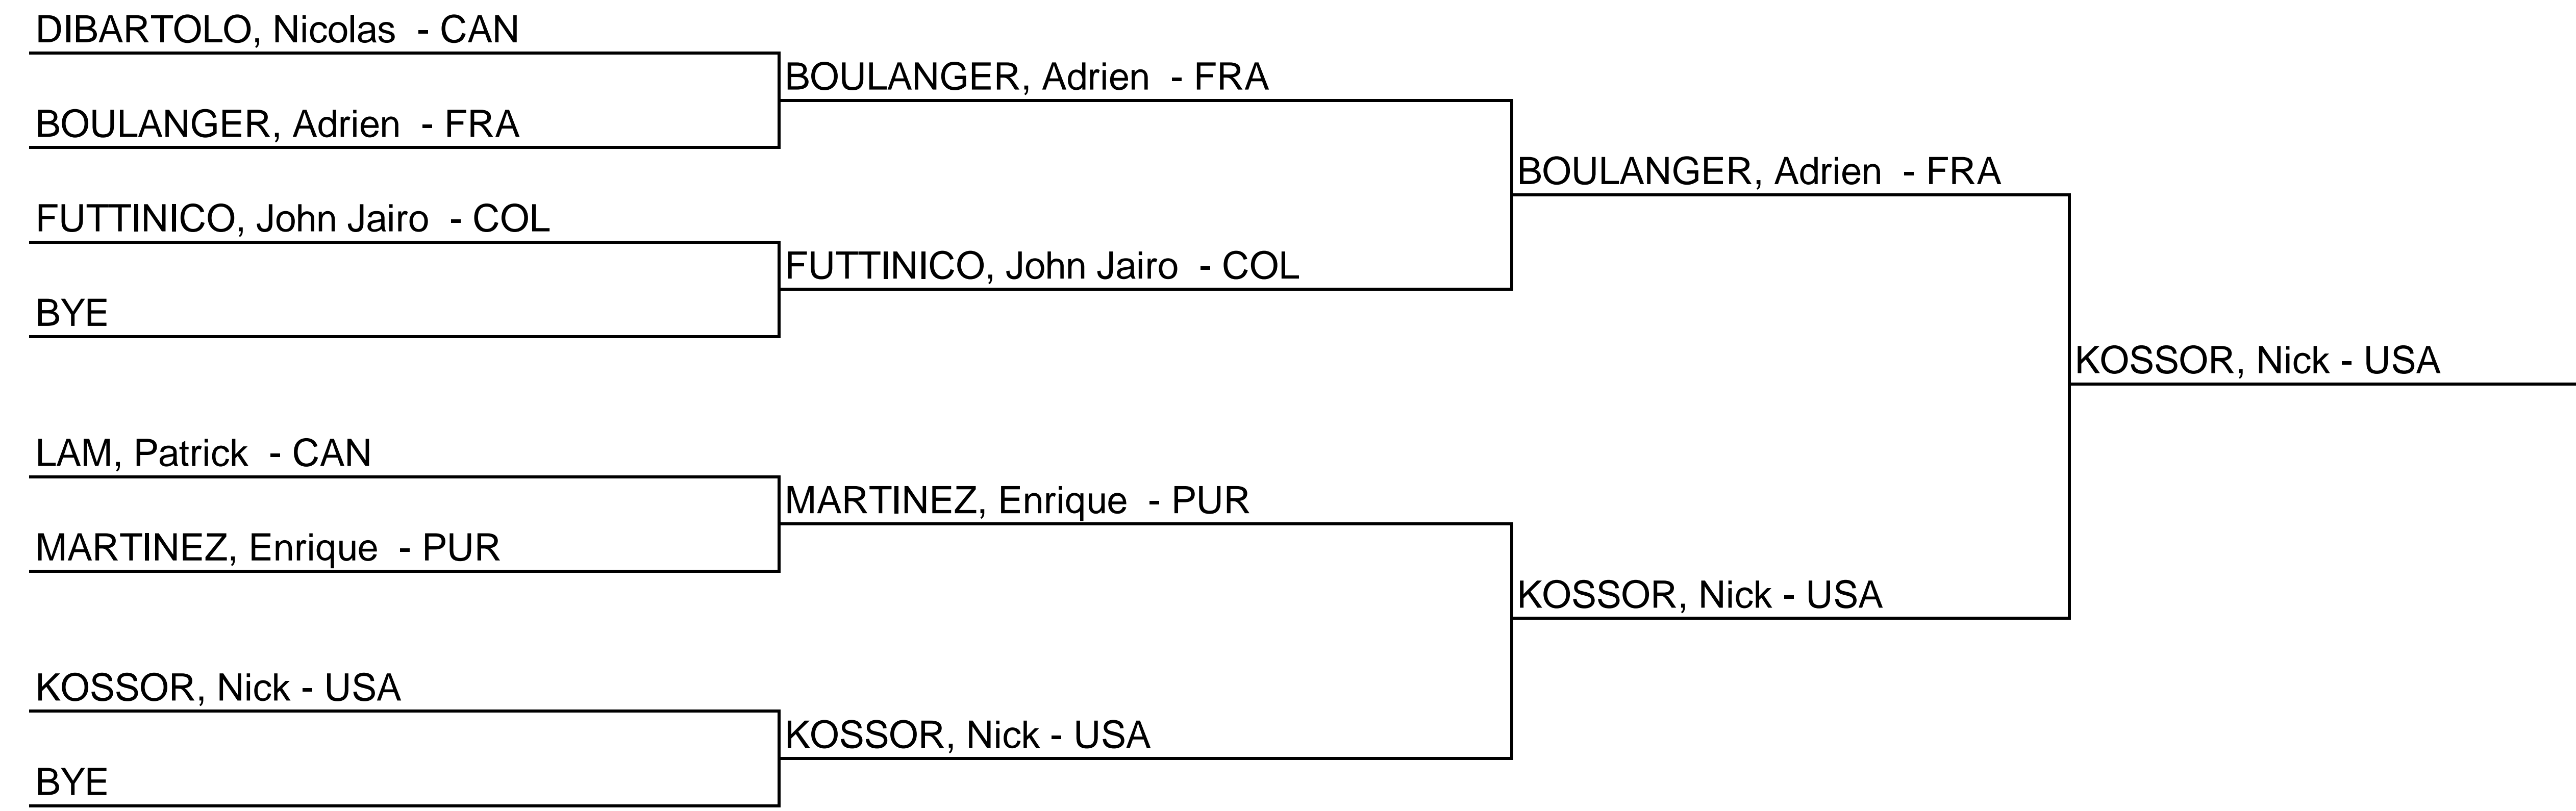 DIBARTOLO, Nicolas - CAN
BOULANGER, Adrien - FRA
FUTTINICO, John Jairo - COL
BYE
LAM, Patrick - CAN
MARTINEZ, Enrique - PUR
KOSSOR, Nick - USA
BYE
BOULANGER, Adrien - FRA
FUTTINICO, John Jairo - COL
MARTINEZ, Enrique - PUR
KOSSOR, Nick - USA
BOULANGER, Adrien - FRA
KOSSOR, Nick - USA
KOSSOR, Nick - USA